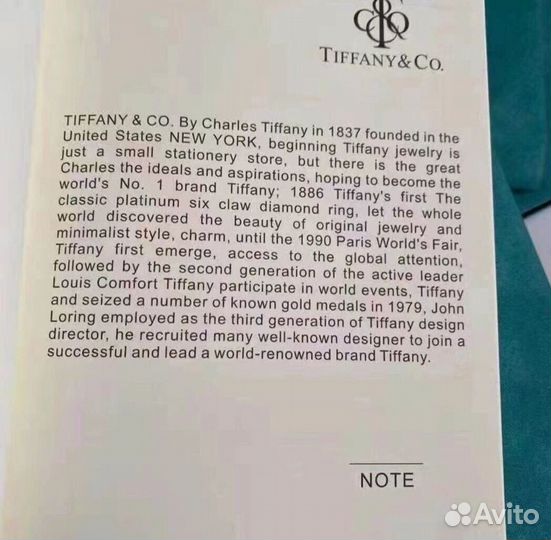 TIFFANY & CO.
TIFFANY & CO. By Charles Tiffany in 1837 founded in the
United States NEW YORK, beginning Tiffany jewelry is
just a small stationery store, but there is the great
Charles the ideals and aspirations, hoping to become the
world's No. 1 brand Tiffany; 1886 Tiffany's first The
classic platinum six claw diamond ring, let the whole
world discovered the beauty of original jewelry and
minimalist style, charm, until the 1990 Paris World's Fair,
Tiffany first emerge, access to the global attention,
followed by the second generation of the active leader
Louis Comfort Tiffany participate in world events, Tiffany
and seized a number of known gold medals in 1979, John
Loring employed as the third generation of Tiffany design
director, he recruited many well-known designer to join a
successful and lead a world-renowned brand Tiffany.
NOTE
Avito